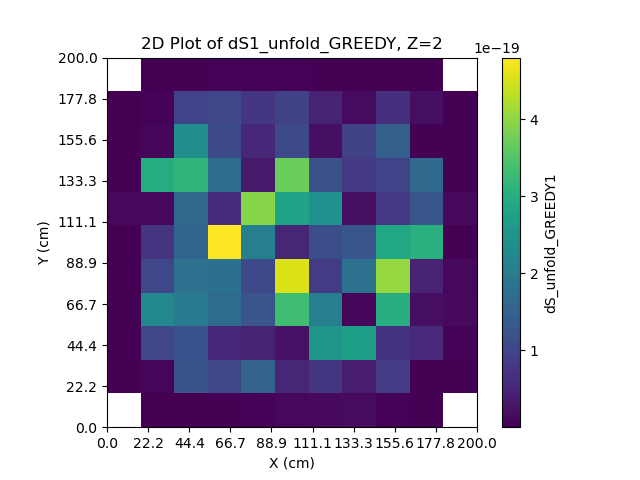 2D Plot of dS1_unfold_GREEDY, Z=2
1e−19
200.0
177.8
155.6
133.3
111.1
88.9
66.7
44.4
22.2
0.0
Y (cm)
0.0 22.2 44.4 66.7 88.9 111.1 133.3 155.6 177.8 200.0
X (cm)
4
3
2
1
dS_unfold_GREEDY1